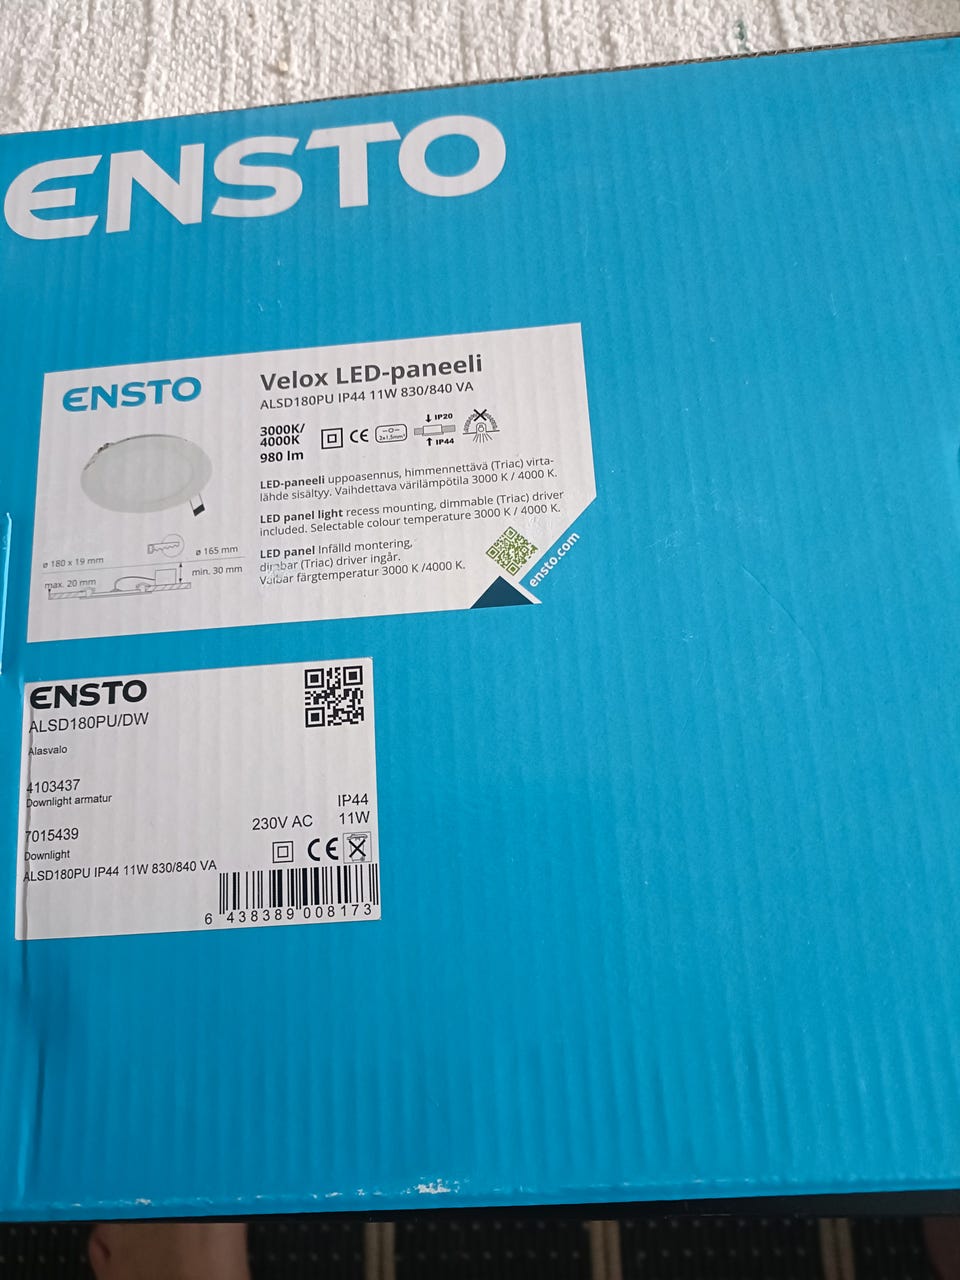 ENSTO
ENSTO
Velox LED-paneeli
ALSD180PU IP44 11W 830/840 VA
3000K/
4000K
980 lm
CE
2x1,5mm²
IP20
IP44
LED-paneeli uppoasennus, himmennettävä (Triac) virta-
lähde sisältyy. Vaihdettava värilämpötila 3000 K / 4000 K.
LED panel light recess mounting, dimmable (Triac) driver
included. Selectable colour temperature 3000 K / 4000 K.
LED panel Infälld montering,
dimbar (Triac) driver ingår.
Valbar färgtemperatur 3000 K /4000 K.
ø 180 x 19 mm
ø 165 mm
max. 20 mm
min. 30 mm
ensto.com
ENSTO
ALSD180PU/DW
Alasvalo
4103437
Downlight armatur
7015439
Downlight
ALSD180PU IP44 11W 830/840 VA
IP44
230V AC 11W
CE
6 438389 008173